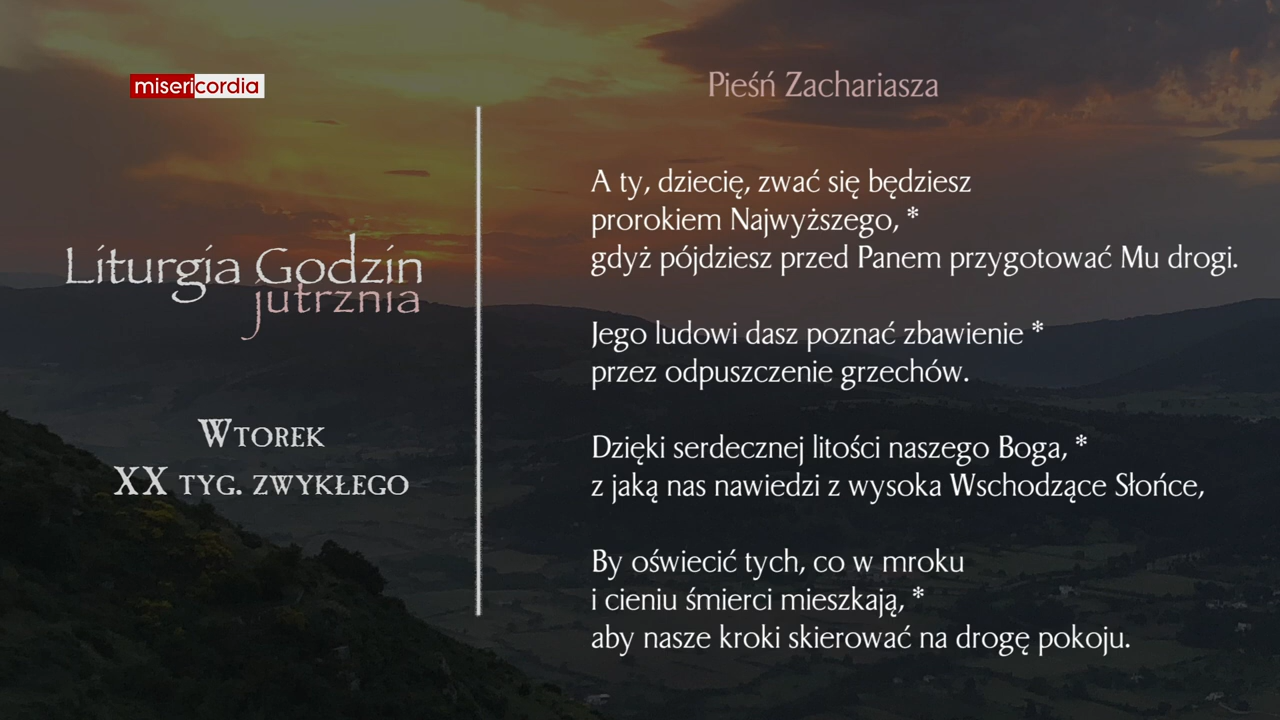 misericordia
Liturgia Godzin
jutrznia
Wtorek
XX tyg. zwykłego
Pieśń Zachariasza
A ty, dziecię, zwać się będziesz
prorokiem Najwyższego, *
gdyż pójdziesz przed Panem przygotować Mu drogi.
Jego ludowi dasz poznać zbawienie *
przez odpuszczenie grzechów.
Dzięki serdecznej litości naszego Boga, *
z jaką nas nawiedzi z wysoka Wschodzące Słońce,
By oświecić tych, co w mroku
i cieniu śmierci mieszkają, *
aby nasze kroki skierować na drogę pokoju.